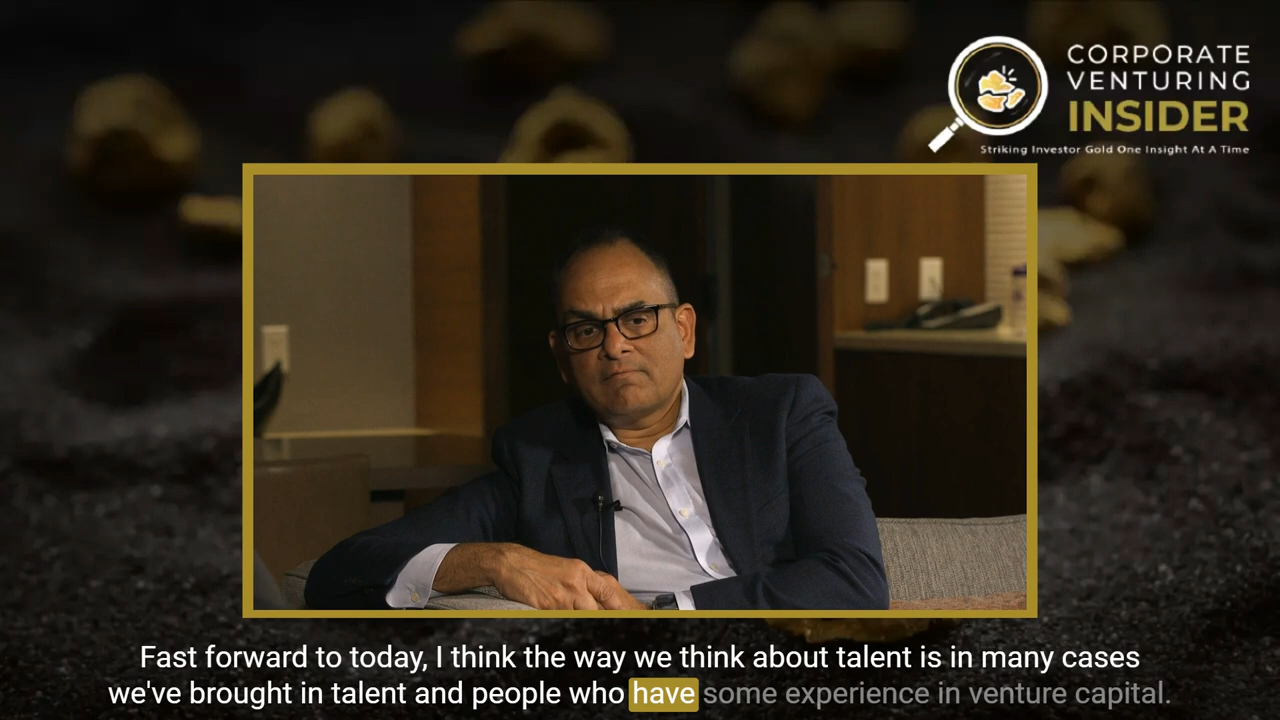 CORPORATE
VENTURING
INSIDER
Striking Investor Gold One Insight At A Time
Fast forward to today, I think the way we think about talent is in many cases
we've brought in talent and people who have some experience in venture capital.